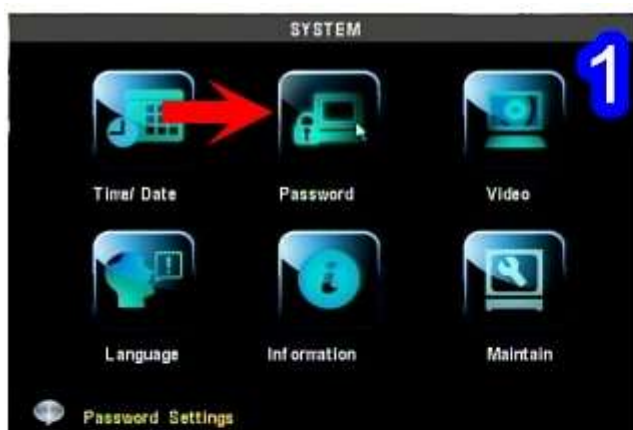 SYSTEM
1
Time/ Date
Password
Video
Language
Information
Maintain
Password Settings